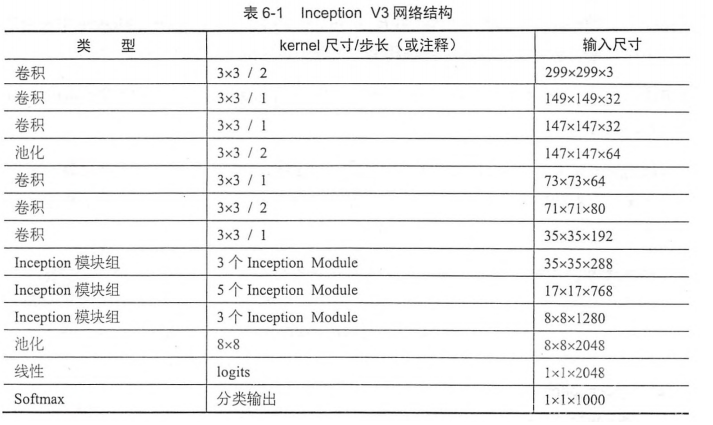 表 6-1 Inception V3 网络结构
类 型 kernel 尺寸/步长（或注释） 输入尺寸
卷积 3×3 / 2 299×299×3
卷积 3×3 / 1 149×149×32
卷积 3×3 / 1 147×147×32
池化 3×3 / 2 147×147×64
卷积 3×3 / 1 73×73×64
卷积 3×3 / 2 71×71×80
卷积 3×3 / 1 35×35×192
Inception 模块组 3 个 Inception Module 35×35×288
Inception 模块组 5 个 Inception Module 17×17×768
Inception 模块组 3 个 Inception Module 8×8×1280
池化 8×8 8×8×2048
线性 logits 1×1×2048
Softmax 分类输出 1×1×1000